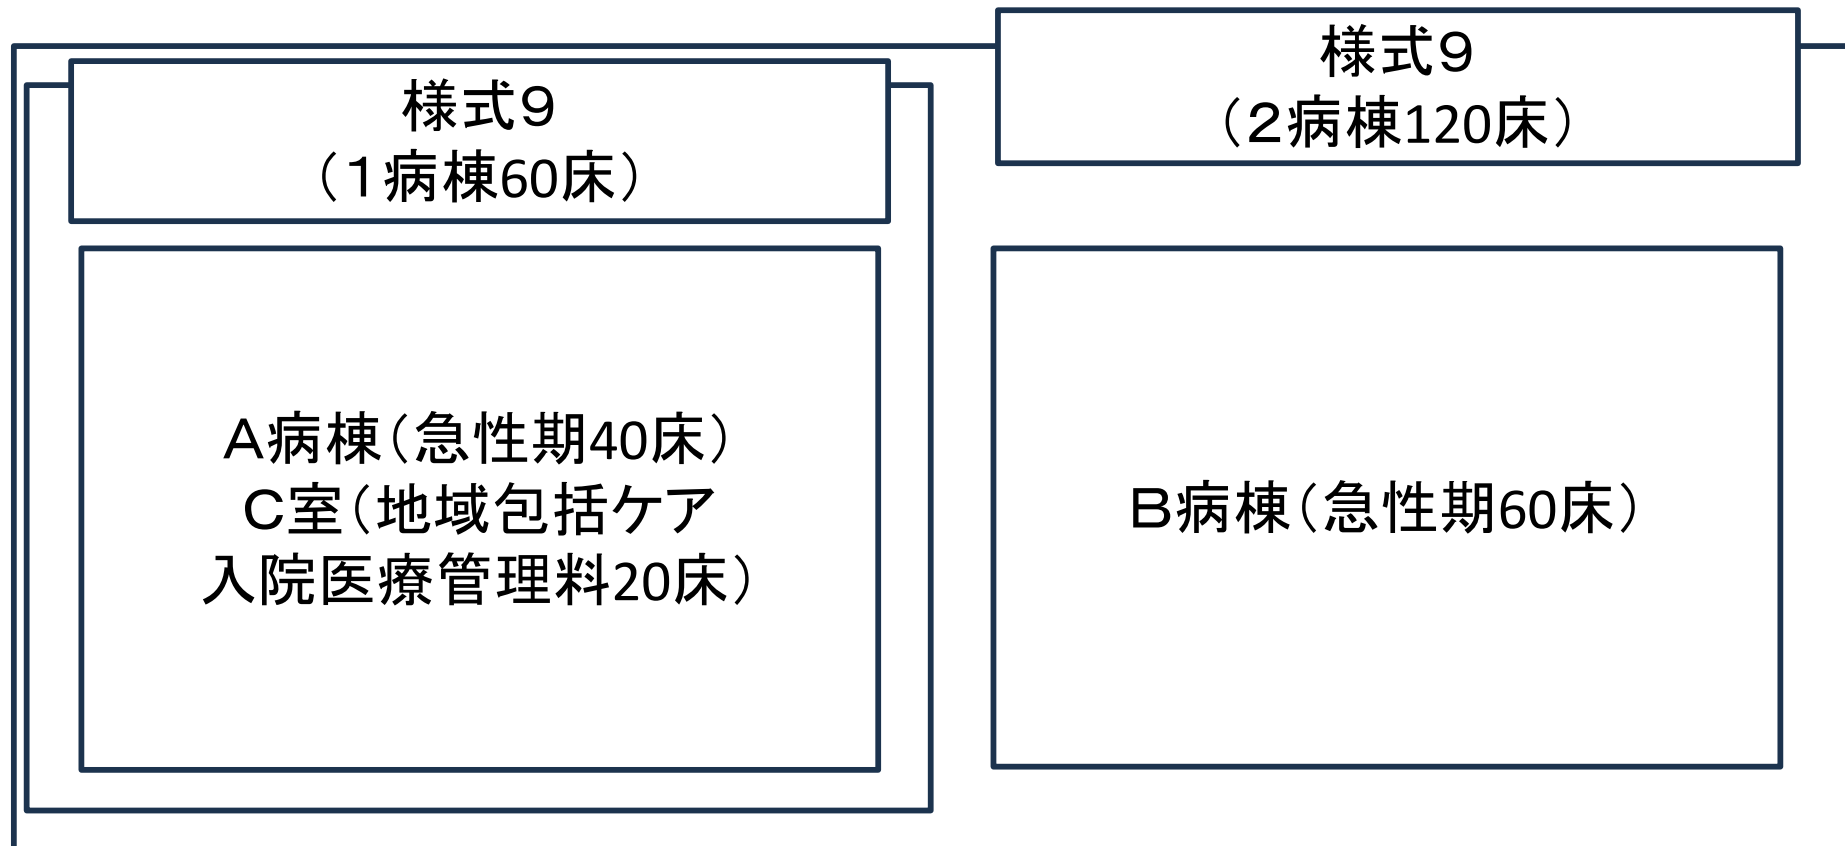 様式９
（１病棟60床）
様式９
（２病棟120床）
Ａ病棟（急性期40床）
Ｃ室（地域包括ケア
入院医療管理料20床）
Ｂ病棟（急性期60床）